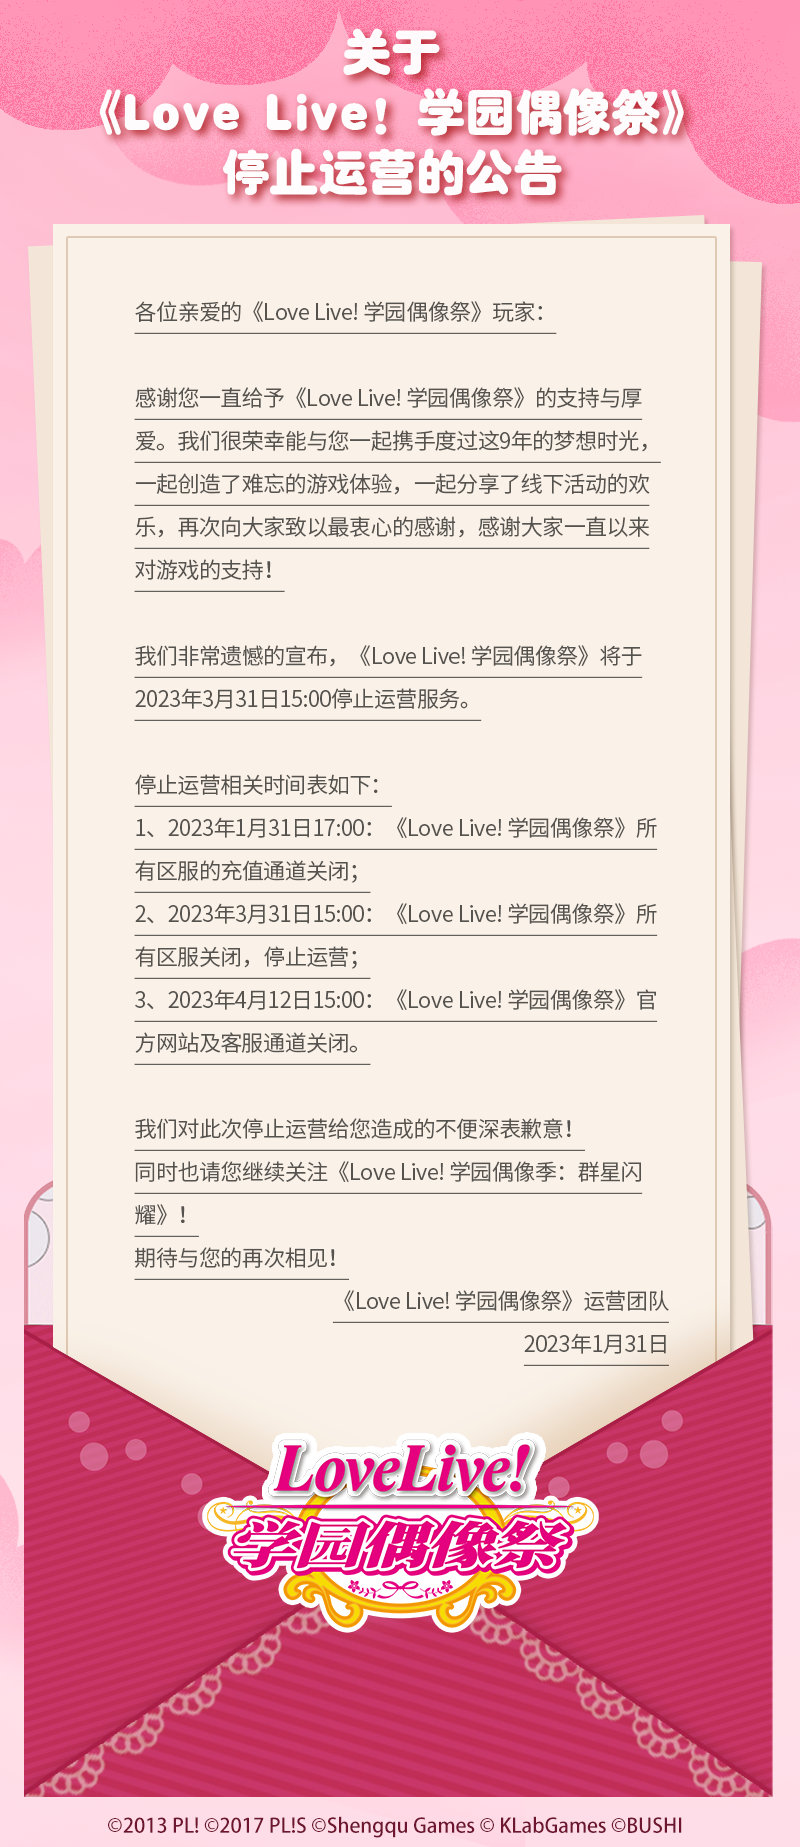 关于
《Love Live！学园偶像祭》
停止运营的公告
各位亲爱的《Love Live! 学园偶像祭》玩家：
感谢您一直给予《Love Live! 学园偶像祭》的支持与厚
爱。我们很荣幸能与您一起携手度过这9年的梦想时光，
一起创造了难忘的游戏体验，一起分享了线下活动的欢
乐，再次向大家致以最衷心的感谢，感谢大家一直以来
对游戏的支持！
我们非常遗憾的宣布，《Love Live! 学园偶像祭》将于
2023年3月31日15:00停止运营服务。
停止运营相关时间表如下：
1、2023年1月31日17:00：《Love Live! 学园偶像祭》所
有区服的充值通道关闭；
2、2023年3月31日15:00：《Love Live! 学园偶像祭》所
有区服关闭，停止运营；
3、2023年4月12日15:00：《Love Live! 学园偶像祭》官
方网站及客服通道关闭。
我们对此次停止运营给您造成的不便深表歉意！
同时也请您继续关注《Love Live! 学园偶像季：群星闪
耀》！
期待与您的再次相见！
《Love Live! 学园偶像祭》运营团队
2023年1月31日
LoveLive!
学园偶像祭
©2013 PL! ©2017 PL!S ©Shengqu Games © KLabGames ©BUSHI